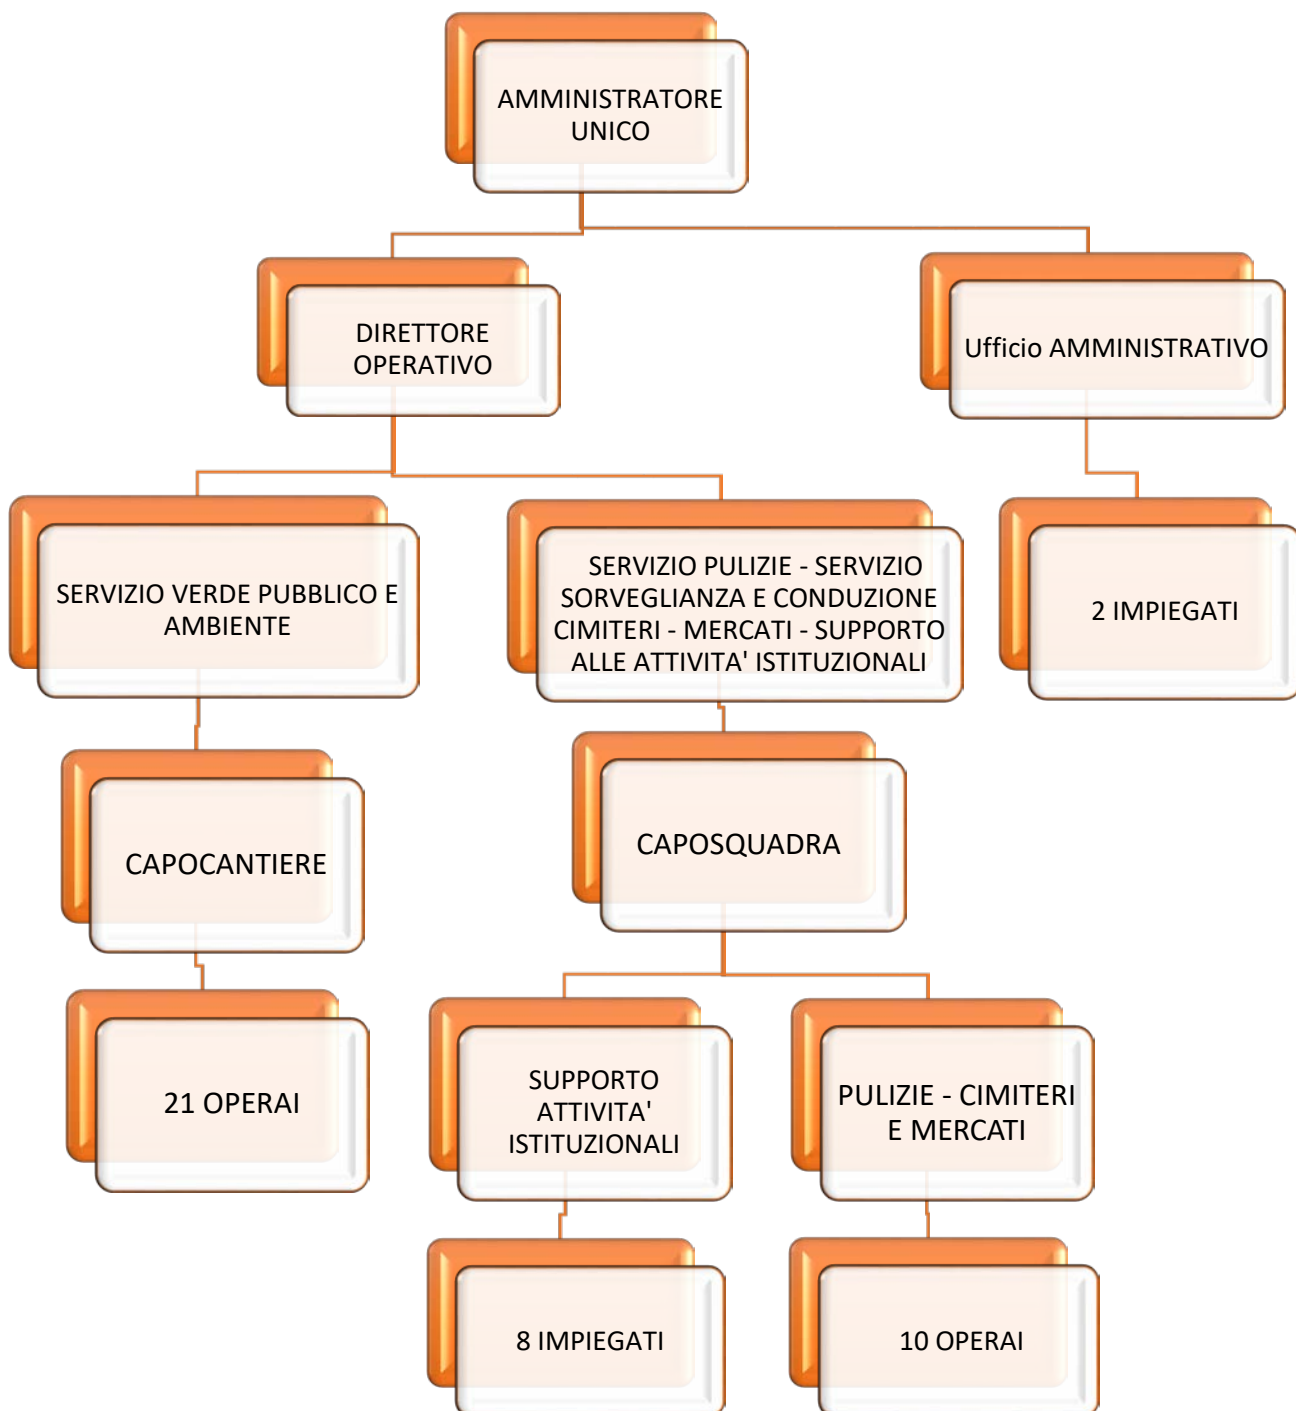 AMMINISTRATORE
UNICO
DIRETTORE
OPERATIVO
Ufficio AMMINISTRATIVO
SERVIZIO VERDE PUBBLICO E
AMBIENTE
SERVIZIO PULIZIE - SERVIZIO
SORVEGLIANZA E CONDUZIONE
CIMITERI - MERCATI - SUPPORTO
ALLE ATTIVITA' ISTITUZIONALI
2 IMPIEGATI
CAPOCANTIERE
CAPOSQUADRA
21 OPERAI
SUPPORTO
ATTIVITA'
ISTITUZIONALI
PULIZIE - CIMITERI
E MERCATI
8 IMPIEGATI
10 OPERAI